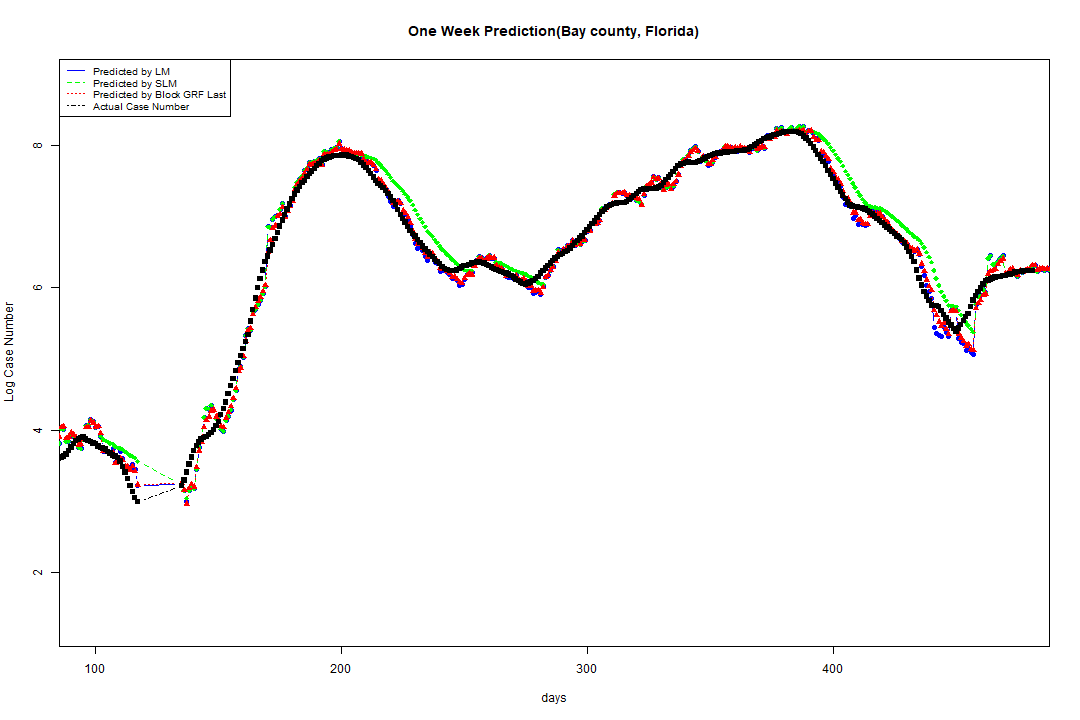 One Week Prediction(Bay county, Florida)
Predicted by LM
Predicted by SLM
Predicted by Block GRF Last
Actual Case Number
8
6
4
2
Log Case Number
100 200 300 400
days